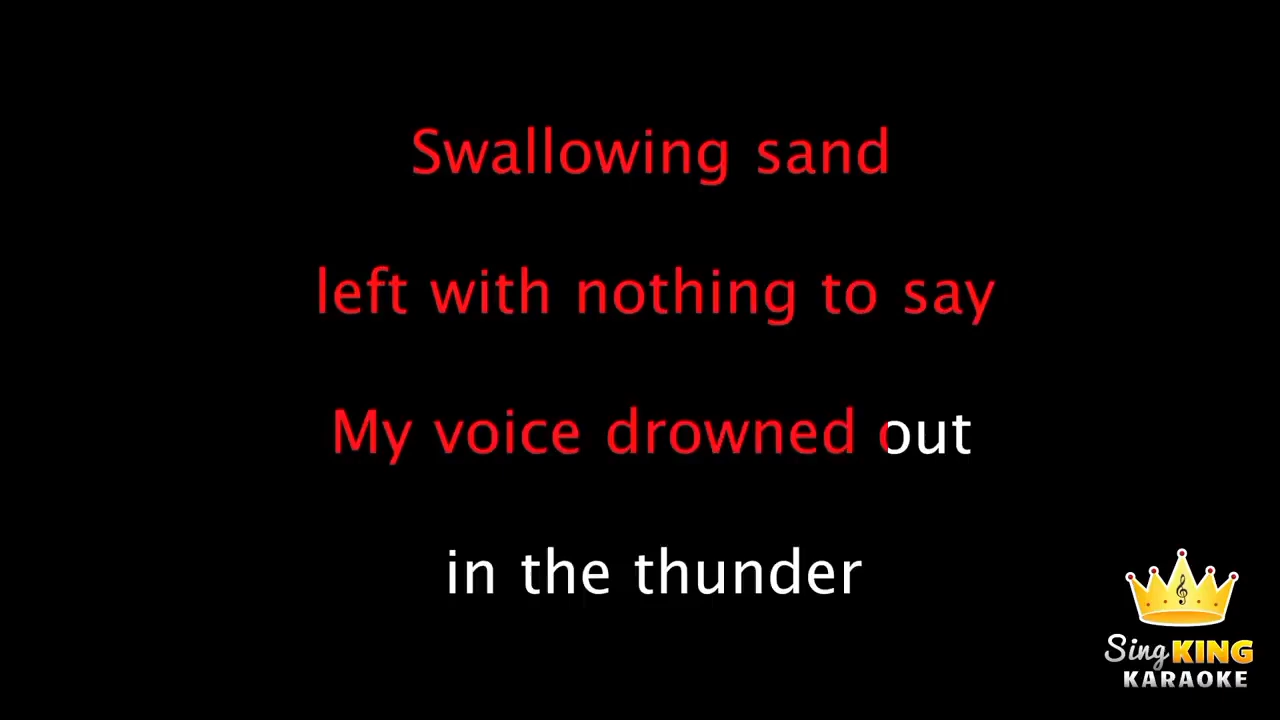 Swallowing sand
left with nothing to say
My voice drowned out
in the thunder
Sing KING
KARAOKE